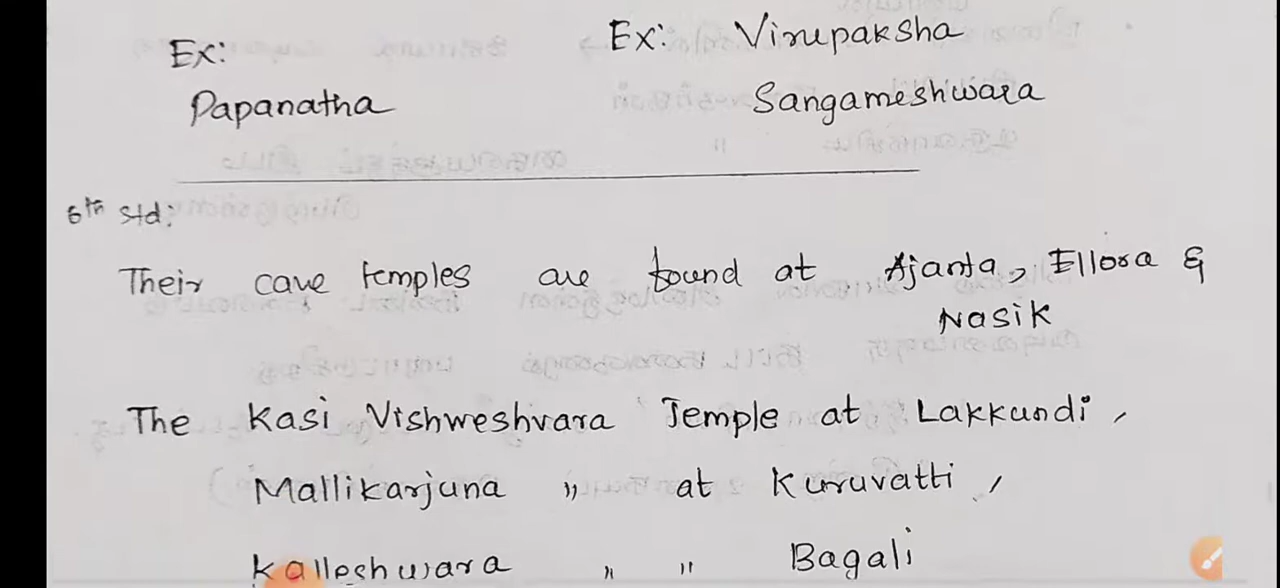 Ex: Ex: Virupaksha
Papanatha Sangameshwara
6th std:
Their cave temples are found at Ajanta, Ellora &
Nasik
The Kasi Vishweshvara Temple at Lakkundi,
Mallikarjuna " at Kuruvatti,
Kalleshwara " " Bagali